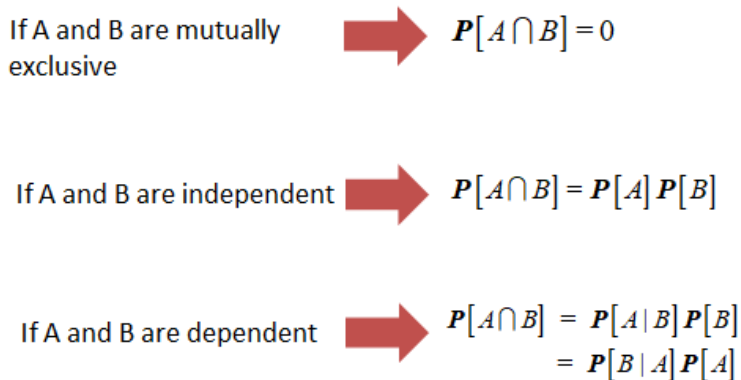 If A and B are mutually exclusive
P[A∩B] = 0
If A and B are independent
P[A∩B] = P[A] P[B]
If A and B are dependent
P[A∩B] = P[A|B] P[B]
= P[B|A] P[A]